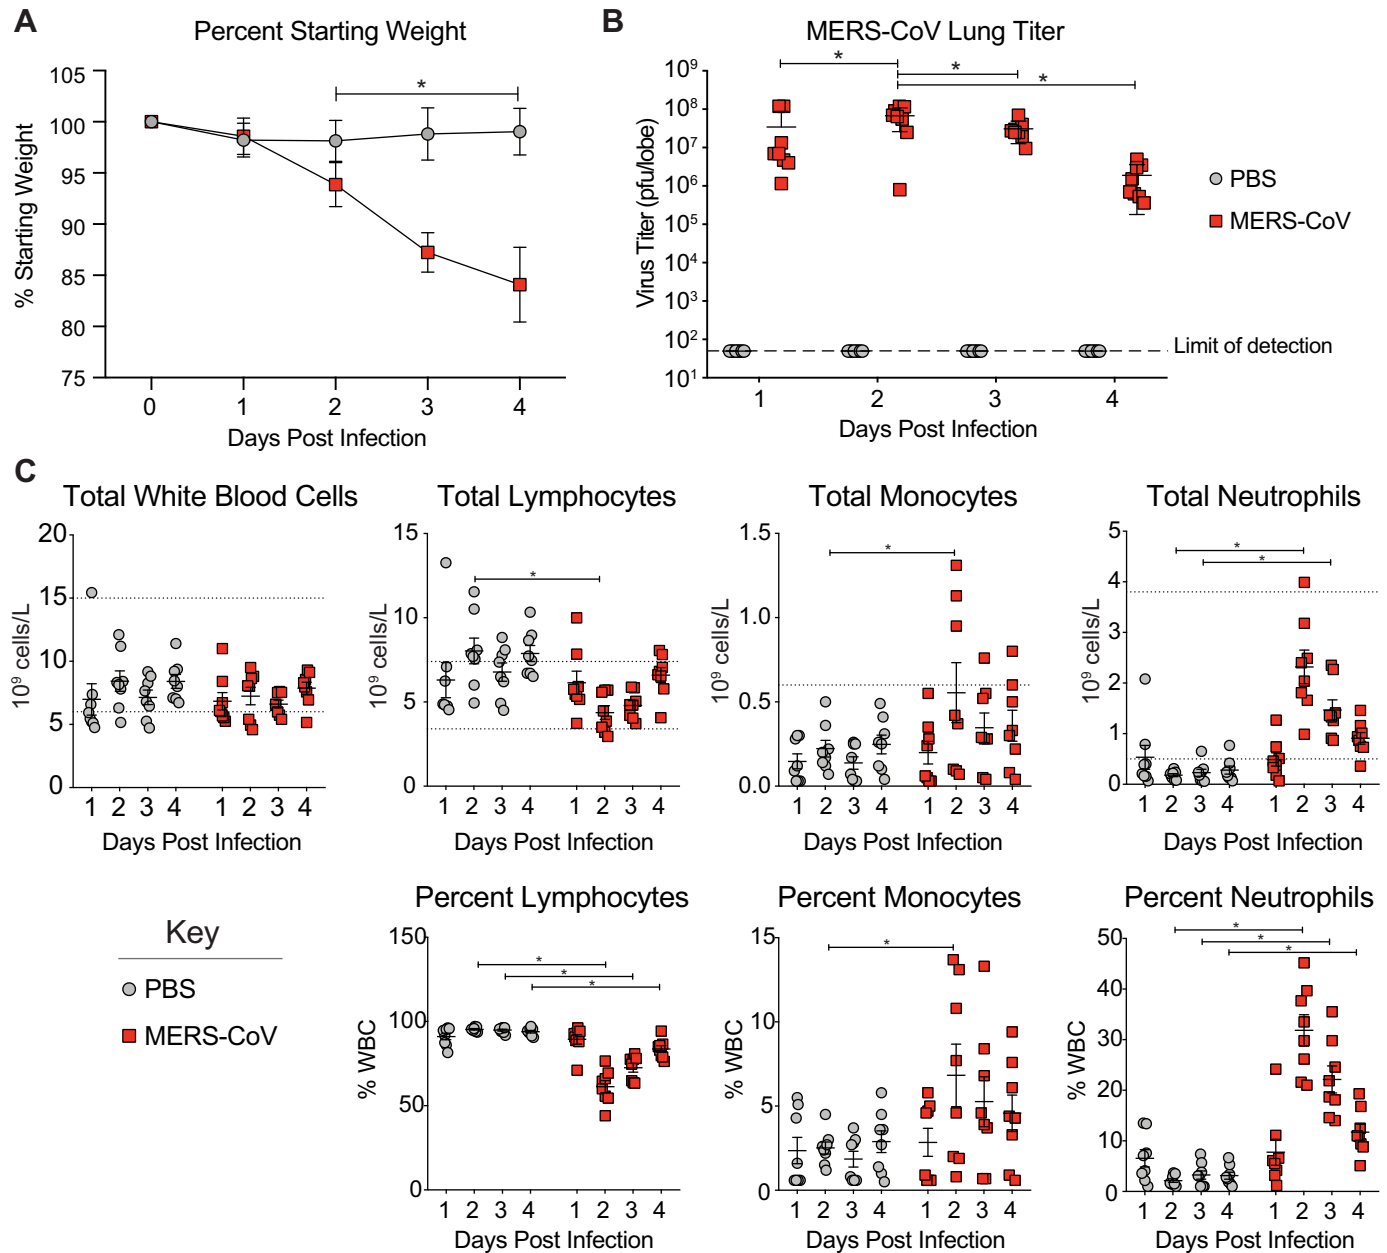 A
Percent Starting Weight
*
% Starting Weight
105
100
95
90
85
80
75
0 1 2 3 4
Days Post Infection
B
MERS-CoV Lung Titer
* * *
Virus Titer (pfu/lobe)
10⁹
10⁸
10⁷
10⁶
10⁵
10⁴
10³
10²
10¹
Limit of detection
1 2 3 4
Days Post Infection
PBS
MERS-CoV
C
Total White Blood Cells
10⁹ cells/L
20
15
10
5
0
1 2 3 4 1 2 3 4
Days Post Infection
Total Lymphocytes
*
10⁹ cells/L
15
10
5
0
1 2 3 4 1 2 3 4
Days Post Infection
Total Monocytes
*
10⁹ cells/L
1.5
1.0
0.5
0.0
1 2 3 4 1 2 3 4
Days Post Infection
Total Neutrophils
*
*
10⁹ cells/L
5
4
3
2
1
0
1 2 3 4 1 2 3 4
Days Post Infection
Key
PBS
MERS-CoV
Percent Lymphocytes
*
*
*
% WBC
150
100
50
0
1 2 3 4 1 2 3 4
Days Post Infection
Percent Monocytes
*
% WBC
15
10
5
0
1 2 3 4 1 2 3 4
Days Post Infection
Percent Neutrophils
*
*
*
% WBC
50
40
30
20
10
0
1 2 3 4 1 2 3 4
Days Post Infection